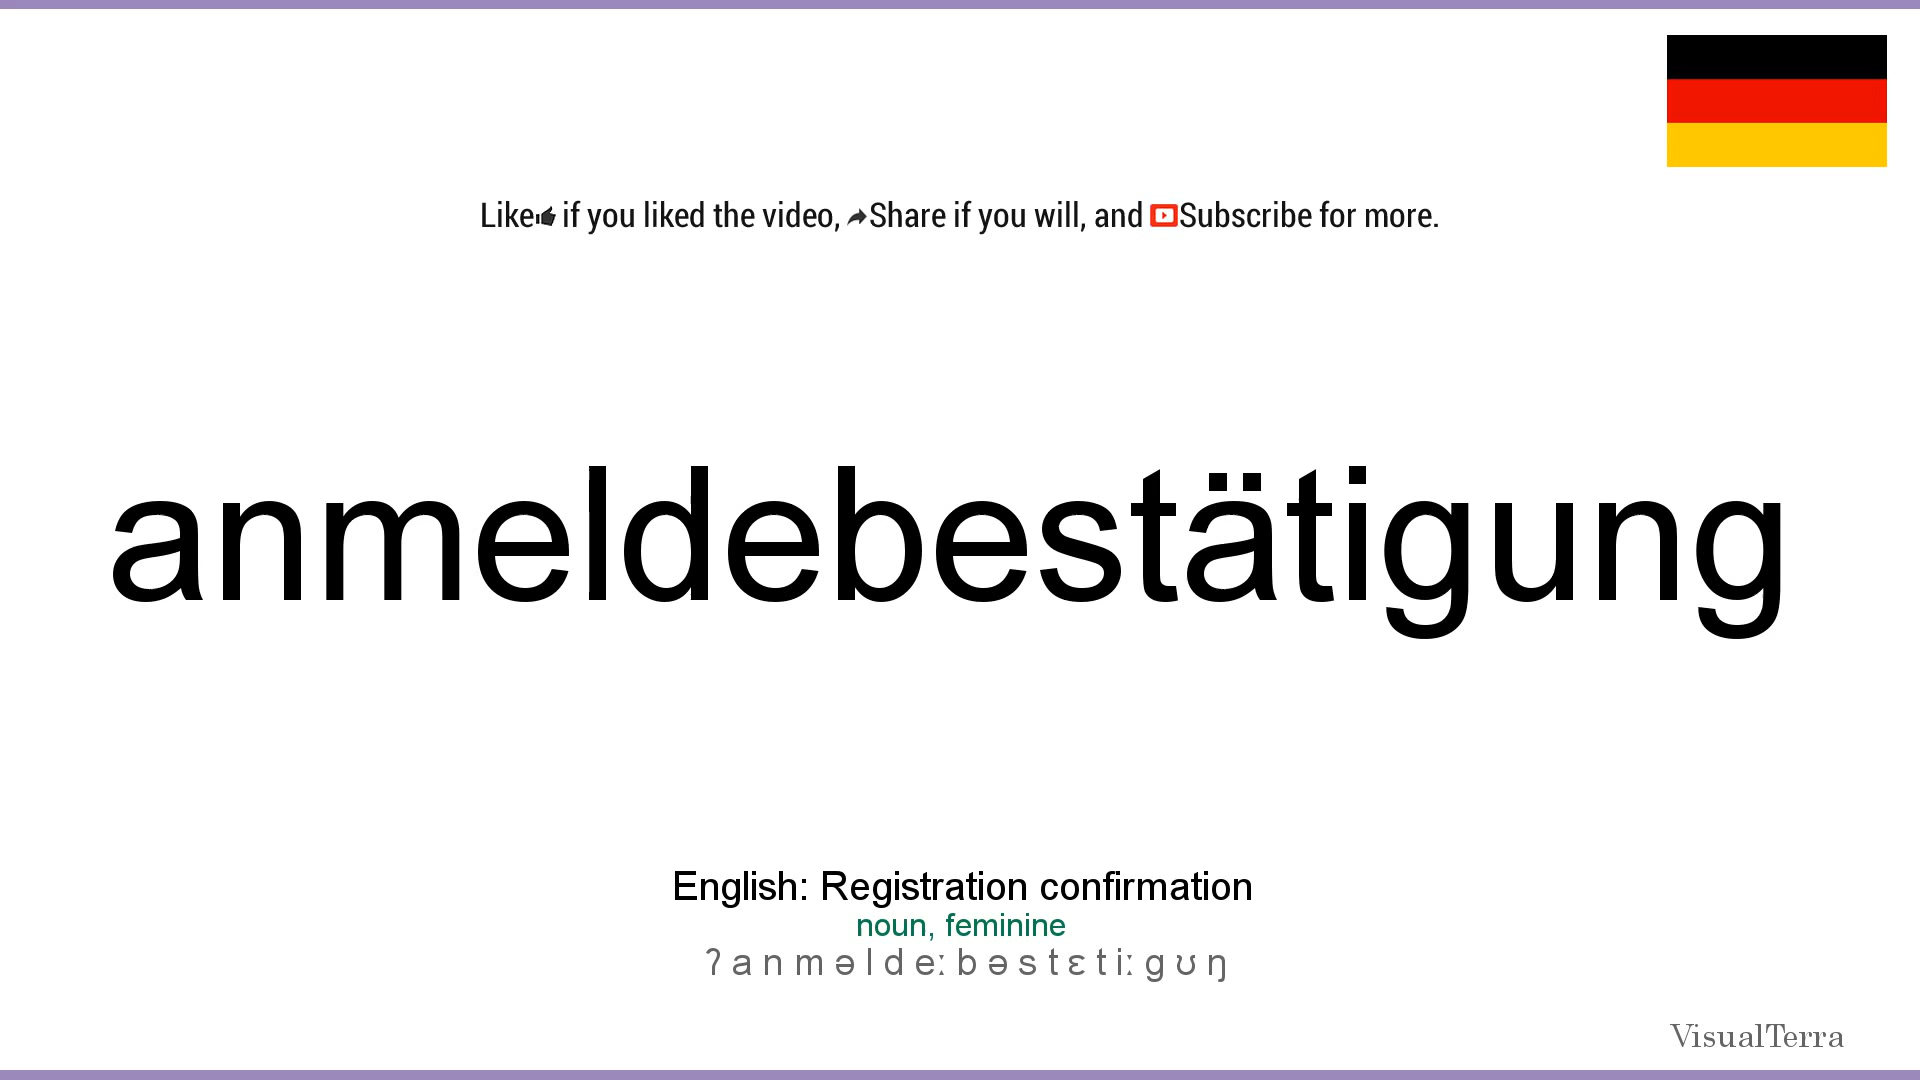 Like if you liked the video, Share if you will, and Subscribe for more.
anmeldebestätigung
English: Registration confirmation
noun, feminine
ʔ a n m ə l d eː b ə s t ɛ t iː g ʊ ŋ
VisualTerra